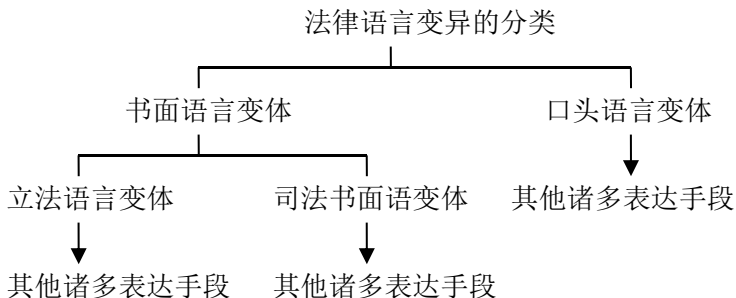 法律语言变异的分类
书面语言变体 口头语言变体
立法语言变体 司法书面语变体 其他诸多表达手段
其他诸多表达手段 其他诸多表达手段